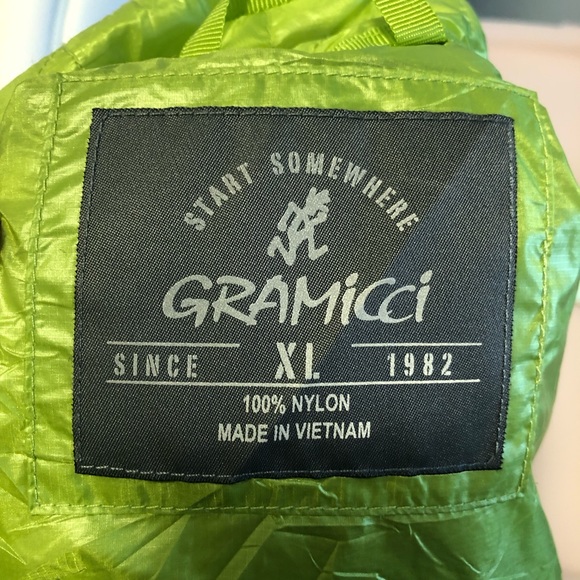 START SOMEWHERE
GRAMiCCi
SINCE XL 1982
100% NYLON
MADE IN VIETNAM